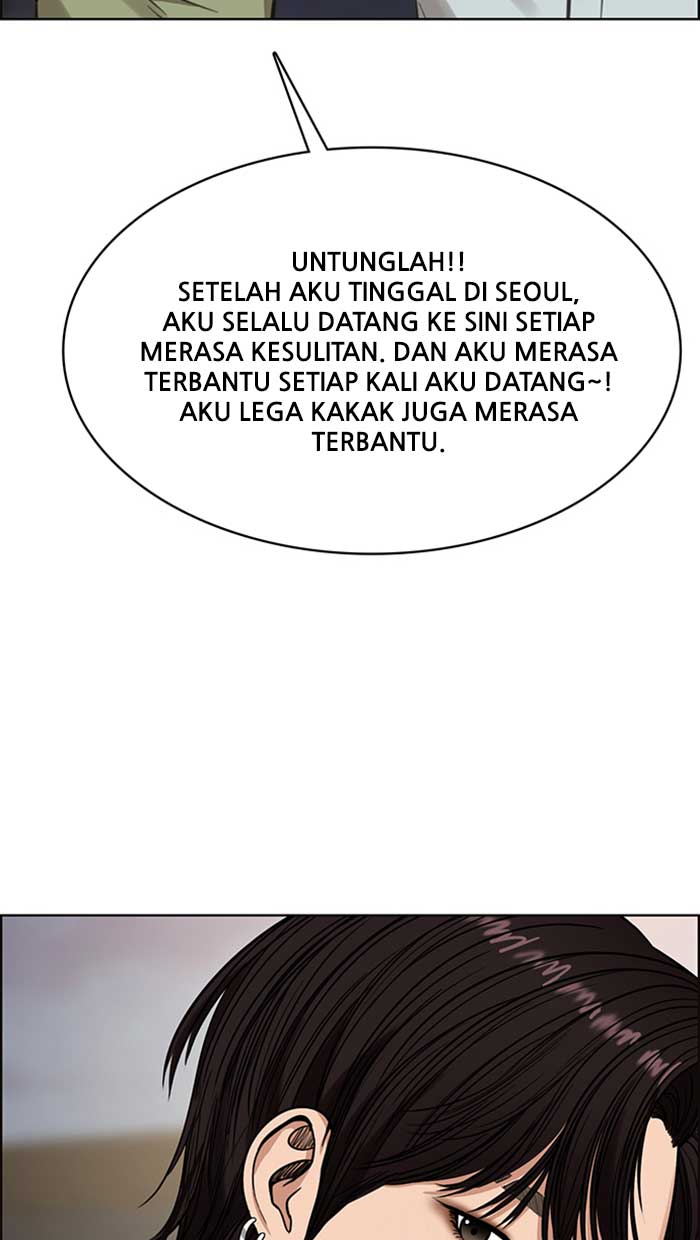 UNTUNGLAH!!
SETELAH AKU TINGGAL DI SEOUL,
AKU SELALU DATANG KE SINI SETIAP
MERASA KESULITAN. DAN AKU MERASA
TERBANTU SETIAP KALI AKU DATANG~!
AKU LEGA KAKAK JUGA MERASA
TERBANTU.